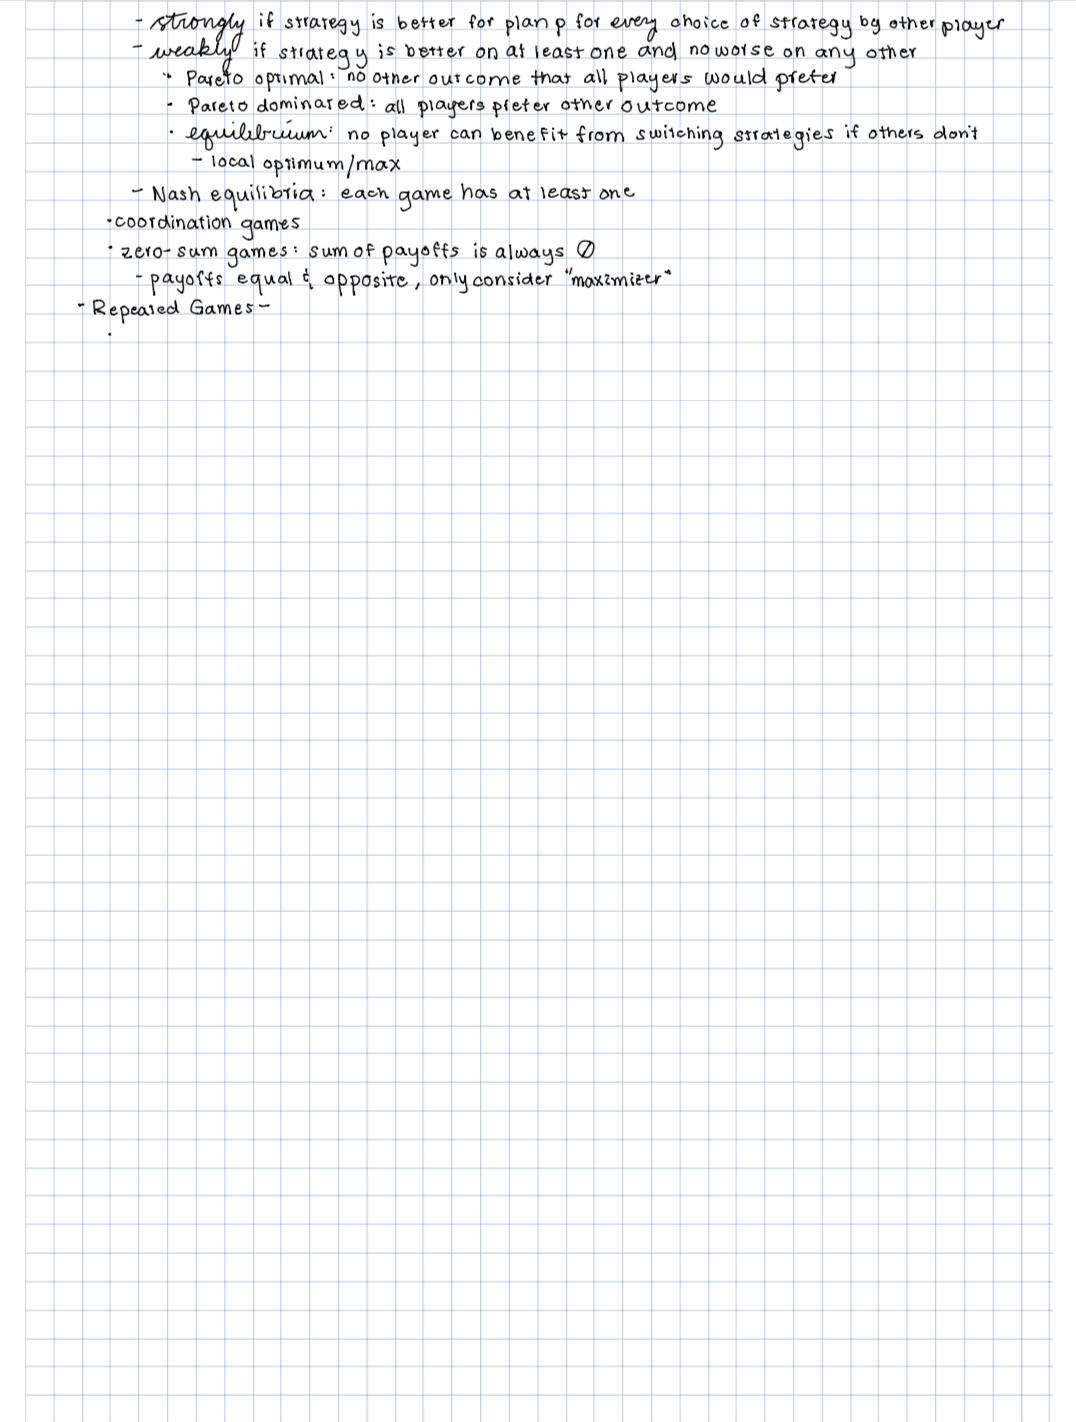 - strongly if strategy is better for plan p for every choice of strategy by other player
- weakly if strategy is better on at least one and no worse on any other
· Pareto optimal: no other outcome that all players would prefer
· Pareto dominated: all players prefer other outcome
· equilibrium: no player can benefit from switching strategies if others don't
- local optimum/max
- Nash equilibria: each game has at least one
· coordination games
· zero-sum games: sum of payoffs is always 0
- payoffs equal & opposite, only consider "maximizer"
- Repeated Games -
·